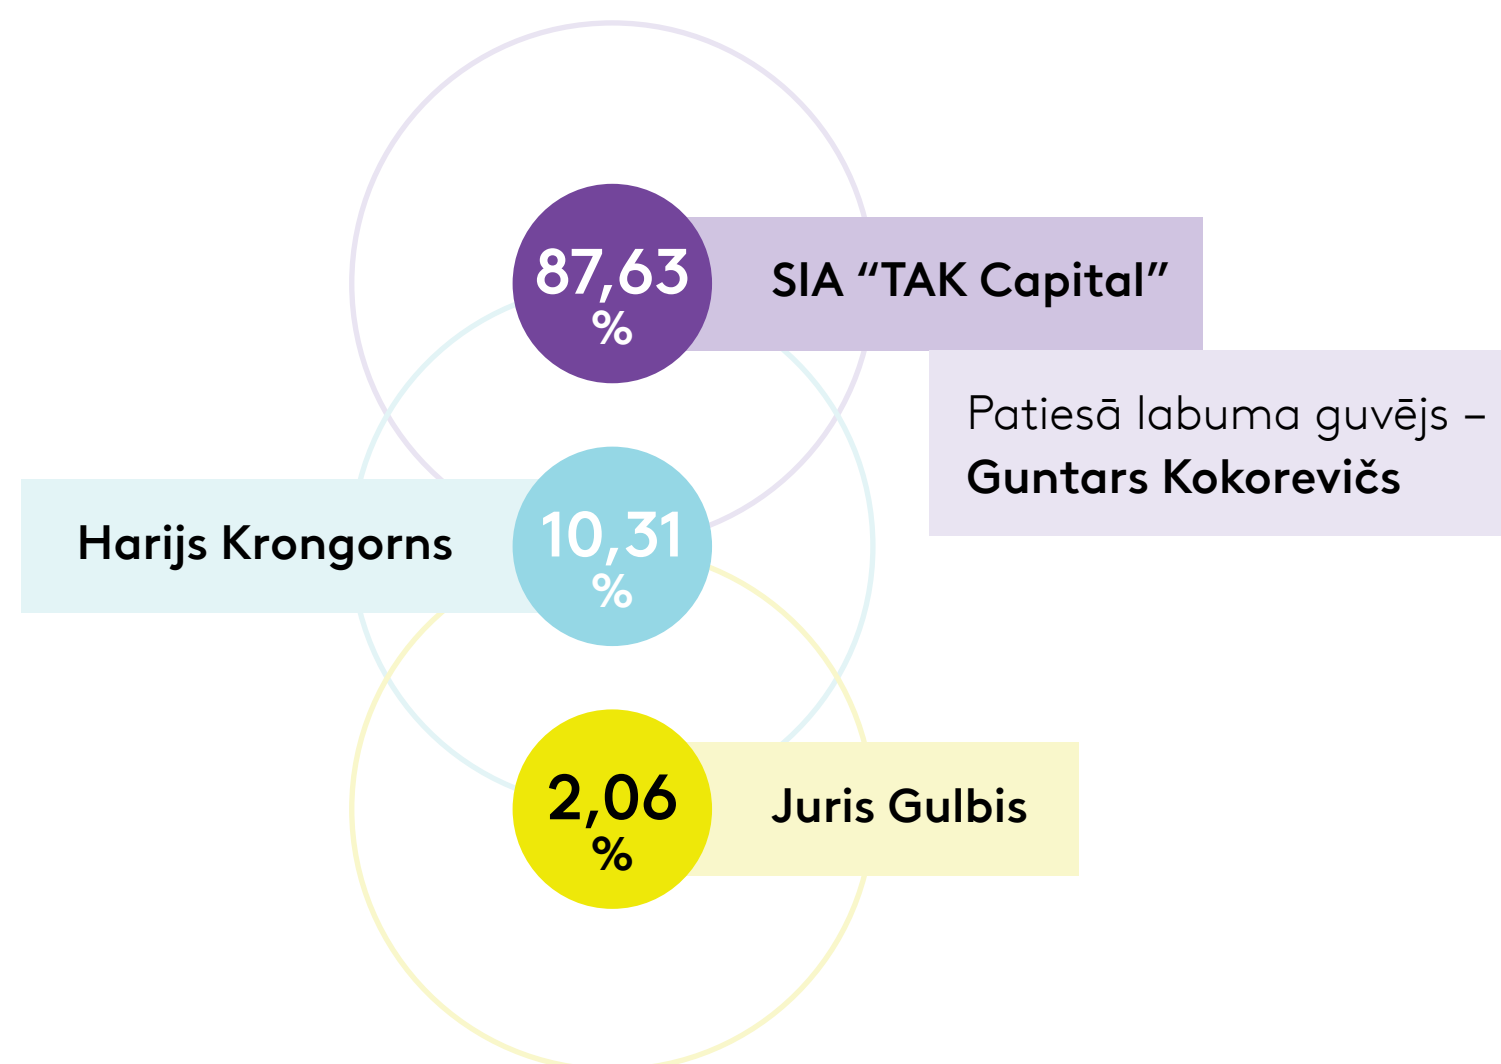 87,63
%
SIA “TAK Capital”
Patiesā labuma guvējs –
Guntars Kokorevičs
Harijs Krongorns
10,31
%
2,06
%
Juris Gulbis